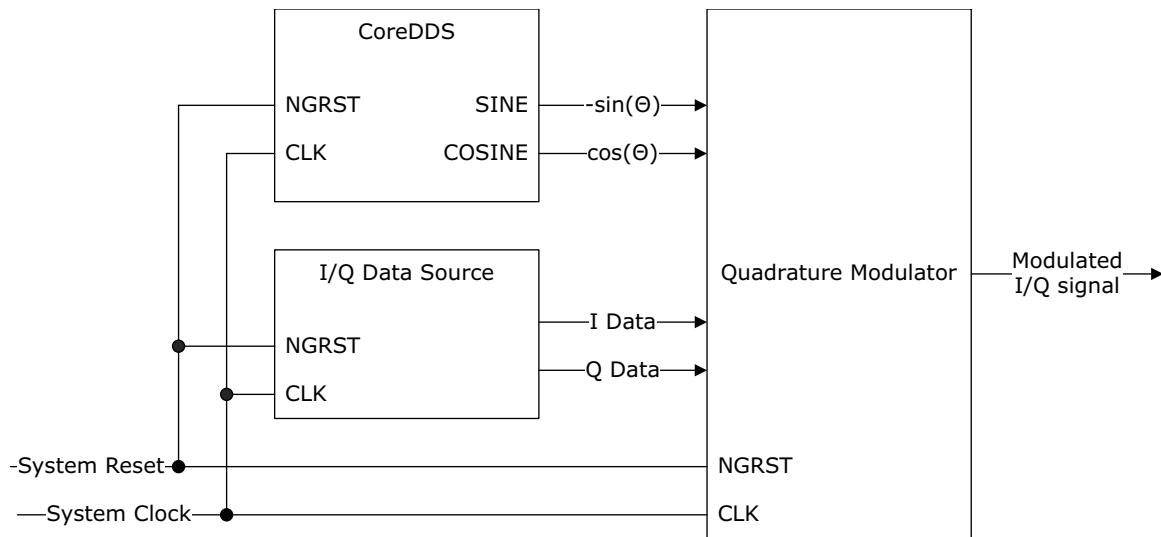 CoreDDS
NGRST
SINE
-sin(Θ)
CLK
COSINE
cos(Θ)
I/Q Data Source
NGRST
CLK
I Data
Q Data
Quadrature Modulator
Modulated
I/Q signal
System Reset
NGRST
System Clock
CLK